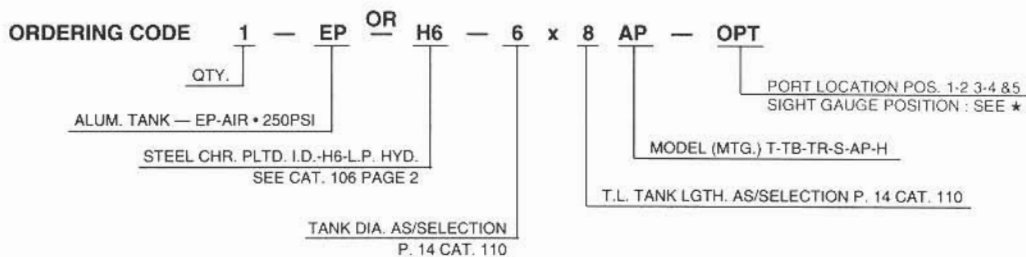 OR
ORDERING CODE 1 — EP — H6 — 6 x 8 AP — OPT
QTY.
PORT LOCATION POS. 1-2 3-4 &5
SIGHT GAUGE POSITION : SEE ★
ALUM. TANK — EP-AIR • 250PSI
MODEL (MTG.) T-TB-TR-S-AP-H
STEEL CHR. PLTD. I.D.-H6-L.P. HYD.
SEE CAT. 106 PAGE 2
T.L. TANK LGTH. AS/SELECTION P. 14 CAT. 110
TANK DIA. AS/SELECTION
P. 14 CAT. 110